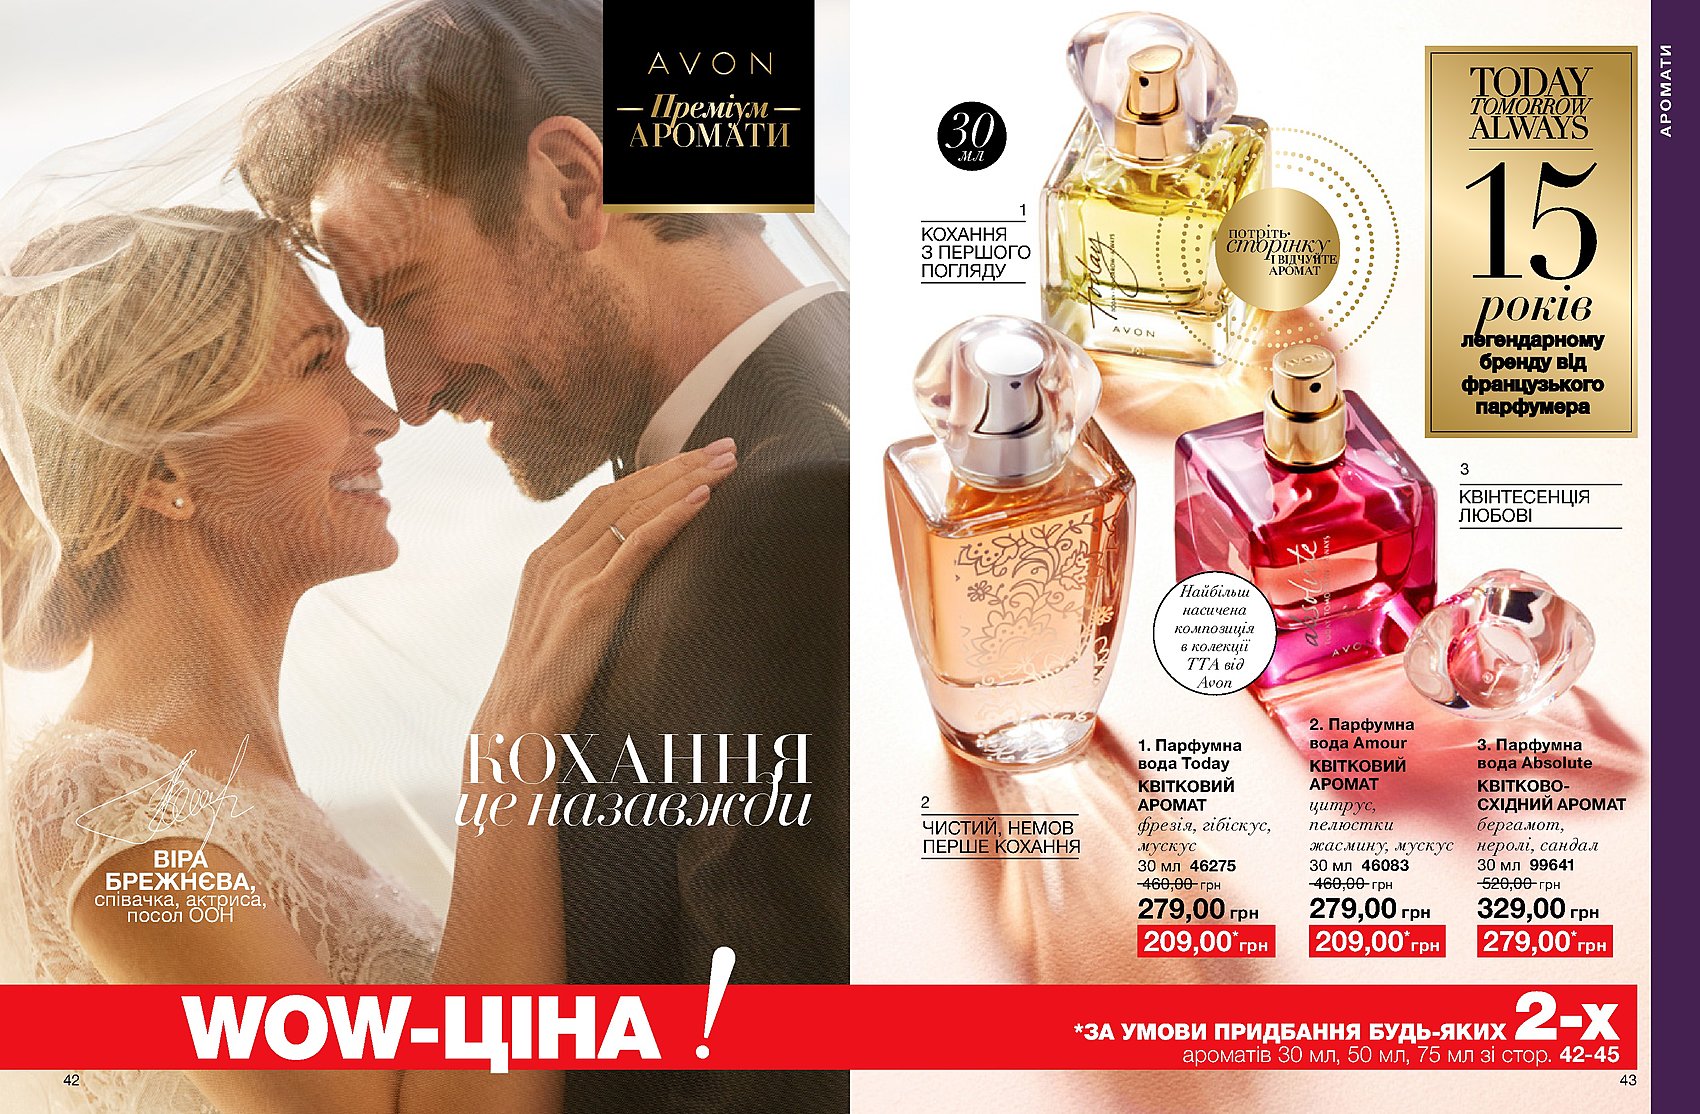 AVON
Преміум
АРОМАТИ
КОХАННЯ
це назавжди
ВІРА
БРЕЖНЄВА,
співачка, актриса,
посол ООН
WOW-ЦІНА!
42
АРОМАТИ
30
МЛ
1
КОХАННЯ
З ПЕРШОГО
ПОГЛЯДУ
Today
AVON
потріть
сторінку
І ВІДЧУЙТЕ
АРОМАТ
TODAY
TOMORROW
ALWAYS
15
років
легендарному
бренду від
французького
парфумера
AVON
3
КВІНТЕСЕНЦІЯ
ЛЮБОВІ
absolute
AVON
Найбільш
насичена
композиція
в колекції
ТТА від
Avon
2
ЧИСТИЙ, НЕМОВ
ПЕРШЕ КОХАННЯ
1. Парфумна
вода Today
КВІТКОВИЙ
АРОМАТ
фрезія, гібіскус,
мускус
30 мл 46275
460,00 грн
279,00 грн
209,00* грн
2. Парфумна
вода Amour
КВІТКОВИЙ
АРОМАТ
цитрус,
пелюстки
жасмину, мускус
30 мл 46083
460,00 грн
279,00 грн
209,00* грн
3. Парфумна
вода Absolute
КВІТКОВО-
СХІДНИЙ АРОМАТ
бергамот,
неролі, сандал
30 мл 99641
520,00 грн
329,00 грн
279,00* грн
*ЗА УМОВИ ПРИДБАННЯ БУДЬ-ЯКИХ 2-х
ароматів 30 мл, 50 мл, 75 мл зі стор. 42-45
43